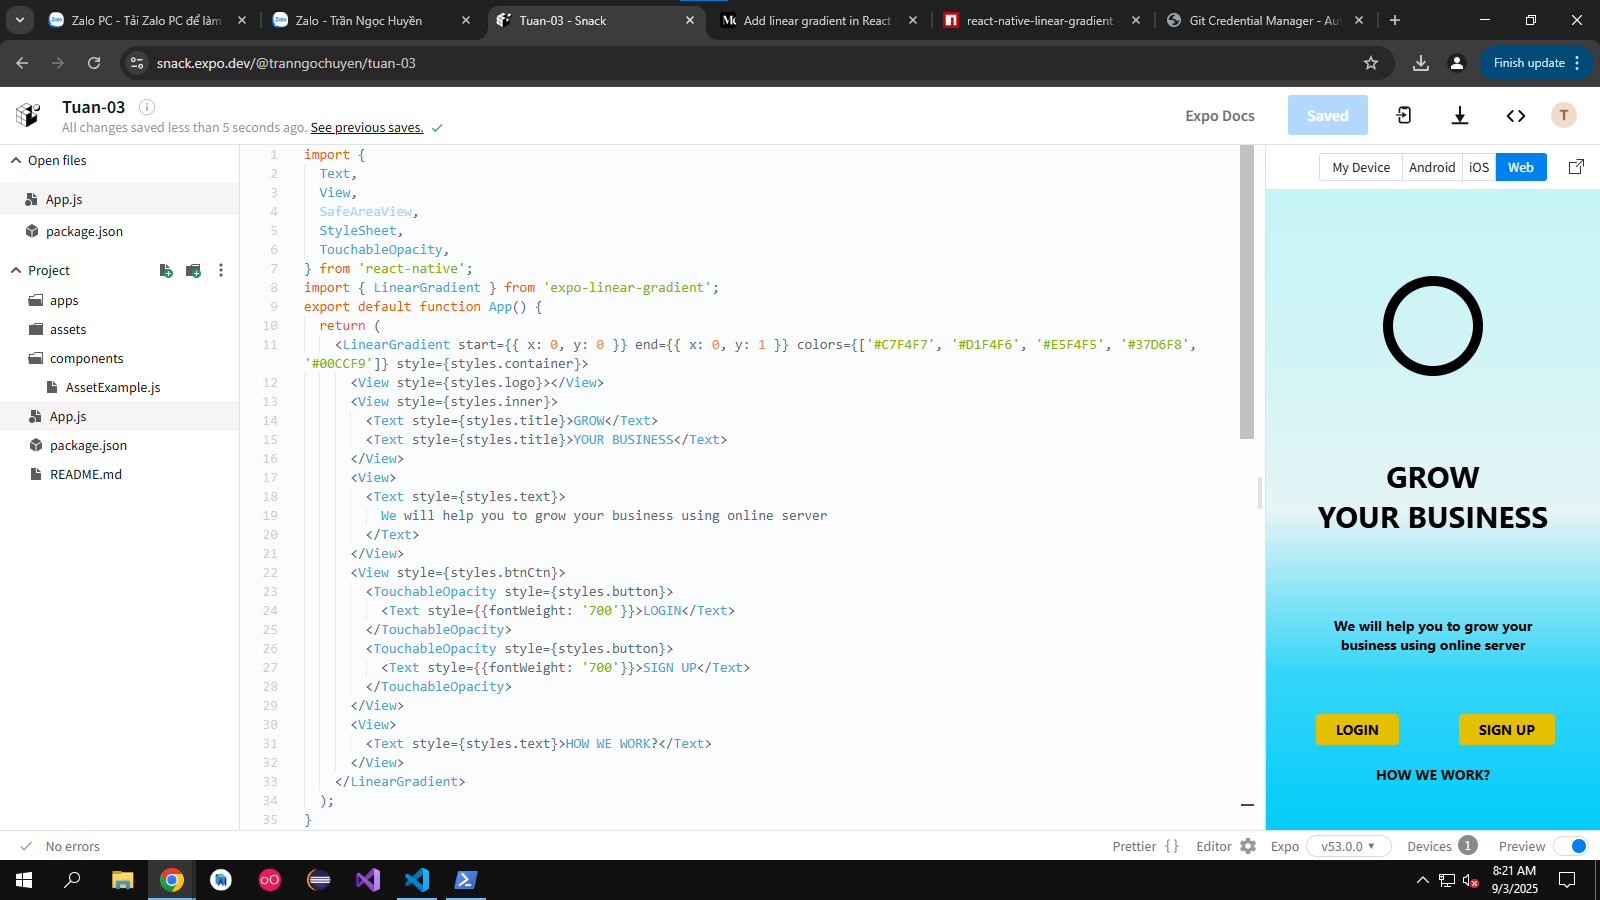 Zalo PC - Tải Zalo PC để làm
Zalo - Trần Ngọc Huyền
Tuan-03 - Snack
Add linear gradient in React
react-native-linear-gradient
Git Credential Manager - Au
snack.expo.dev/@tranngochuyen/tuan-03
Finish update
Tuan-03
All changes saved less than 5 seconds ago. See previous saves.
Expo Docs
Saved
T
Open files
App.js
package.json
Project
apps
assets
components
AssetExample.js
App.js
package.json
README.md
1 import {
2 Text,
3 View,
4 SafeAreaView,
5 StyleSheet,
6 TouchableOpacity,
7 } from 'react-native';
8 import { LinearGradient } from 'expo-linear-gradient';
9 export default function App() {
10 return (
11 <LinearGradient start={{ x: 0, y: 0 }} end={{ x: 0, y: 1 }} colors={['#C7F4F7', '#D1F4F6', '#E5F4F5', '#37D6F8',
'#00CCF9']} style={styles.container}>
12 <View style={styles.logo}></View>
13 <View style={styles.inner}>
14 <Text style={styles.title}>GROW</Text>
15 <Text style={styles.title}>YOUR BUSINESS</Text>
16 </View>
17 <View>
18 <Text style={styles.text}>
19 We will help you to grow your business using online server
20 </Text>
21 </View>
22 <View style={styles.btnCtn}>
23 <TouchableOpacity style={styles.button}>
24 <Text style={{fontWeight: '700'}}>LOGIN</Text>
25 </TouchableOpacity>
26 <TouchableOpacity style={styles.button}>
27 <Text style={{fontWeight: '700'}}>SIGN UP</Text>
28 </TouchableOpacity>
29 </View>
30 <View>
31 <Text style={styles.text}>HOW WE WORK?</Text>
32 </View>
33 </LinearGradient>
34 );
35 }
My Device
Android
iOS
Web
GROW
YOUR BUSINESS
We will help you to grow your
business using online server
LOGIN
SIGN UP
HOW WE WORK?
No errors
Prettier { }
Editor
Expo
v53.0.0
Devices 1
Preview
8:21 AM
9/3/2025